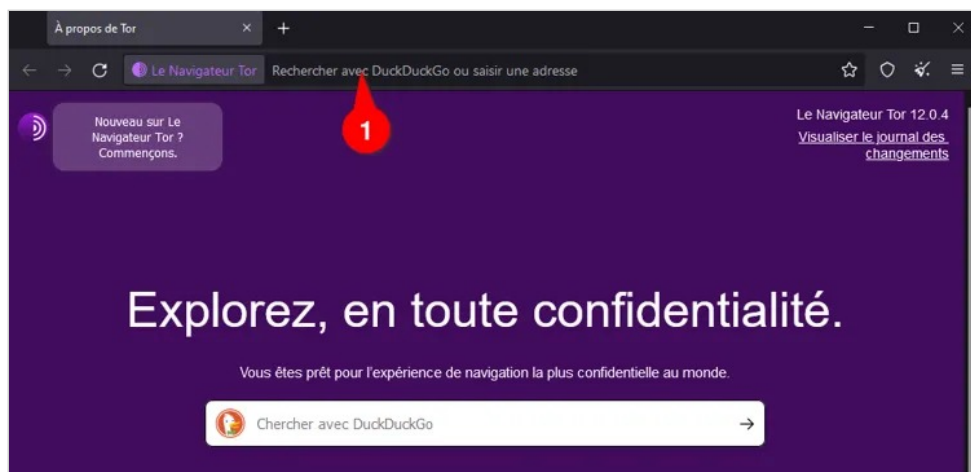 À propos de Tor
Le Navigateur Tor Rechercher avec DuckDuckGo ou saisir une adresse
1
Nouveau sur Le
Navigateur Tor ?
Commençons.
Le Navigateur Tor 12.0.4
Visualiser le journal des
changements
Explorez, en toute confidentialité.
Vous êtes prêt pour l'expérience de navigation la plus confidentielle au monde.
Chercher avec DuckDuckGo